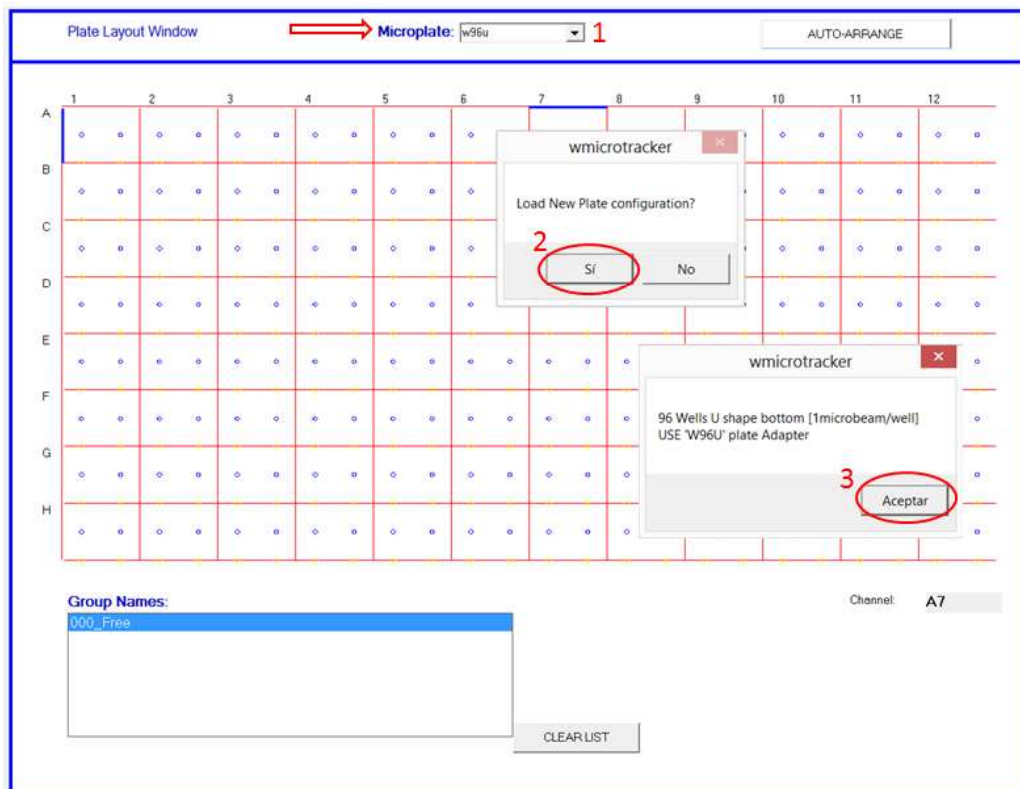 Plate Layout Window Microplate: w96u 1 AUTO-ARRANGE
1 2 3 4 5 6 7 8 9 10 11 12
A
B
C
D
E
F
G
H
wmicrotracker
Load New Plate configuration?
2
Sí No
wmicrotracker
96 Wells U shape bottom [1microbeam/well]
USE 'W96U' plate Adapter
3
Aceptar
Group Names:
000_Free
Channel: A7
CLEAR LIST